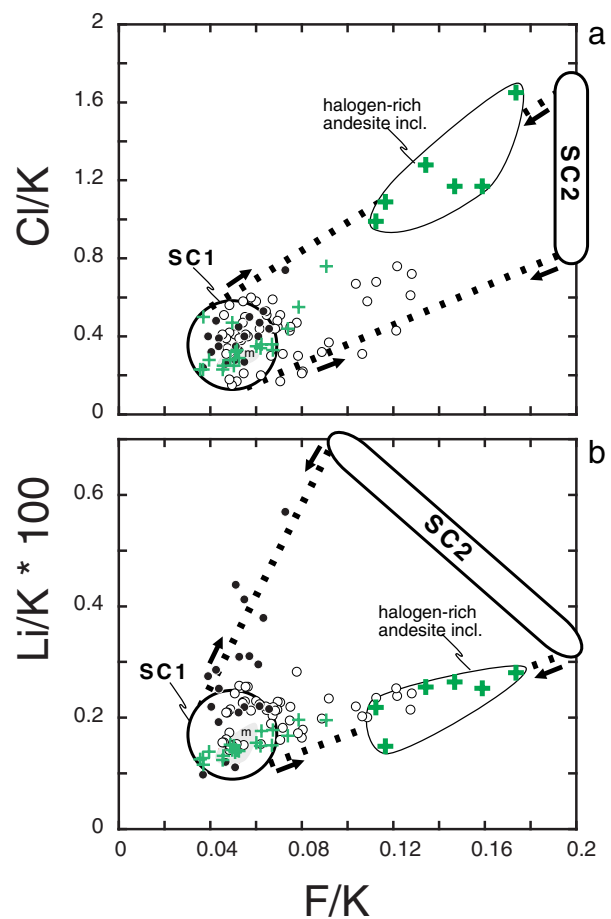 a
2
1.6
1.2
0.8
0.4
0
Cl/K
halogen-rich
andesite incl.
SC1
SC2
m
b
0.6
0.4
0.2
0
Li/K * 100
SC2
halogen-rich
andesite incl.
SC1
m
0 0.04 0.08 0.12 0.16 0.2
F/K